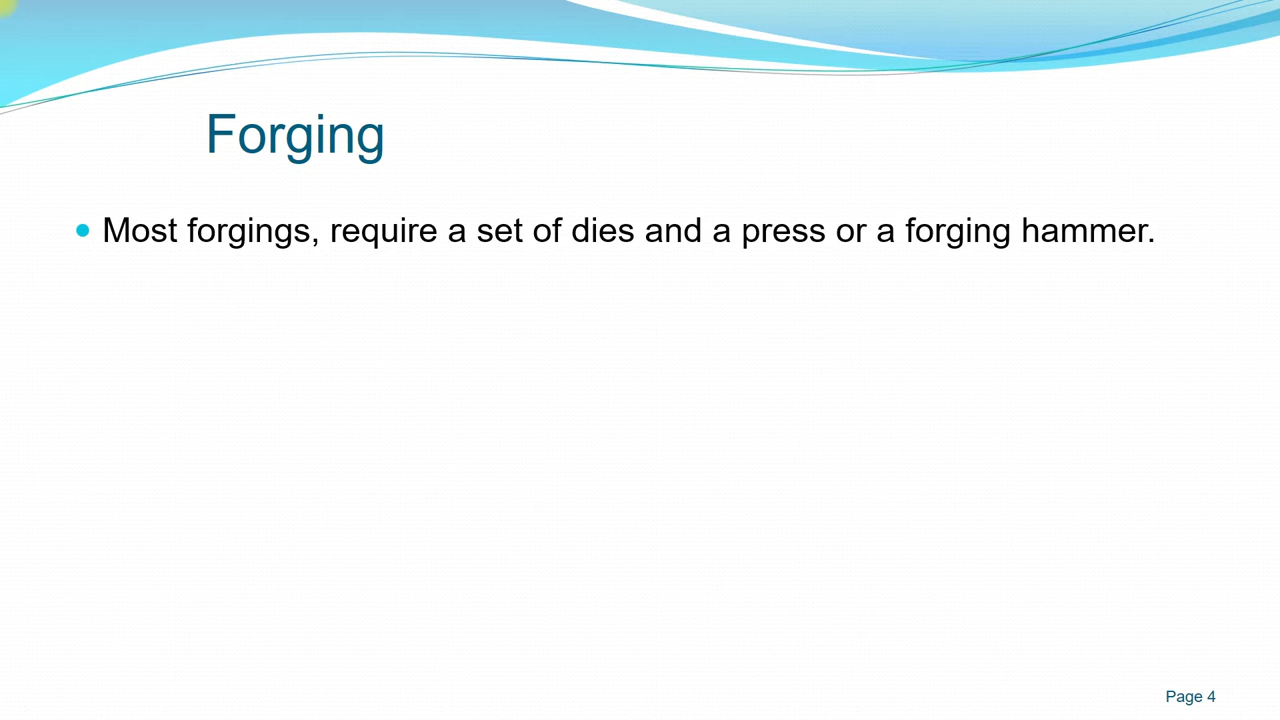 Forging
Most forgings, require a set of dies and a press or a forging hammer.
Page 4